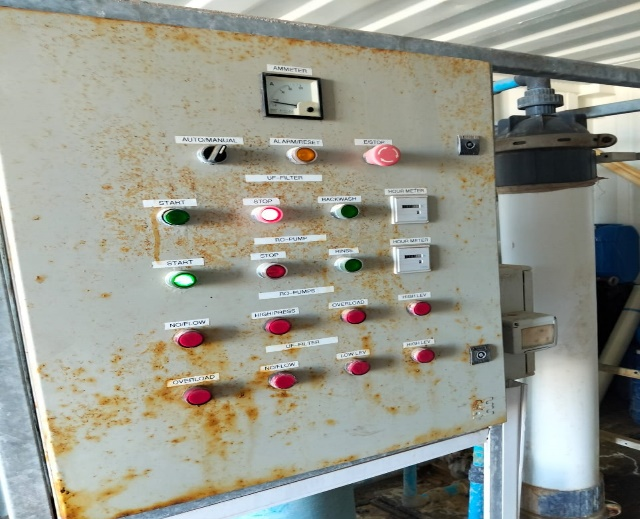 AMMETER
AUTO/MANUAL ALARM/RESET ESTOP
UF-FILTER
START STOP BACKWASH HOUR METER
RO-PUMP
START STOP RINSE HOUR METER
RO-PUMPS
NO/FLOW HIGH/PRESS OVERLOAD HIGH/LEV
UF-FILTER
OVERLOAD NO/FLOW LOW LEV HIGH/LEV